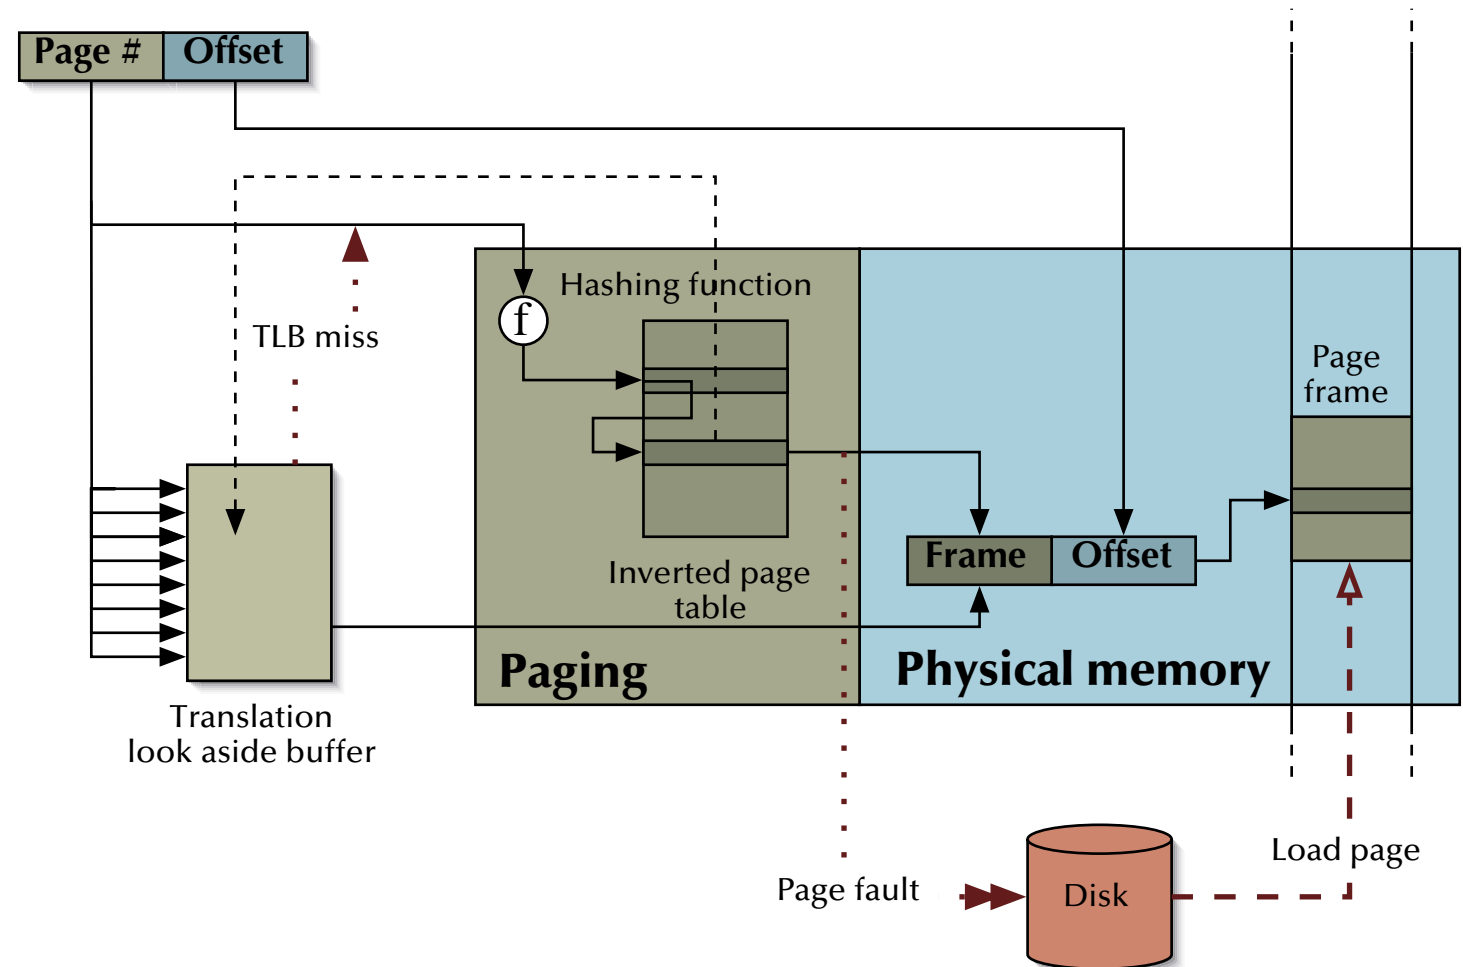 Page #
Offset
Hashing function
f
TLB miss
Page
frame
Frame
Offset
Inverted page
table
Paging
Physical memory
Translation
look aside buffer
Load page
Page fault
Disk